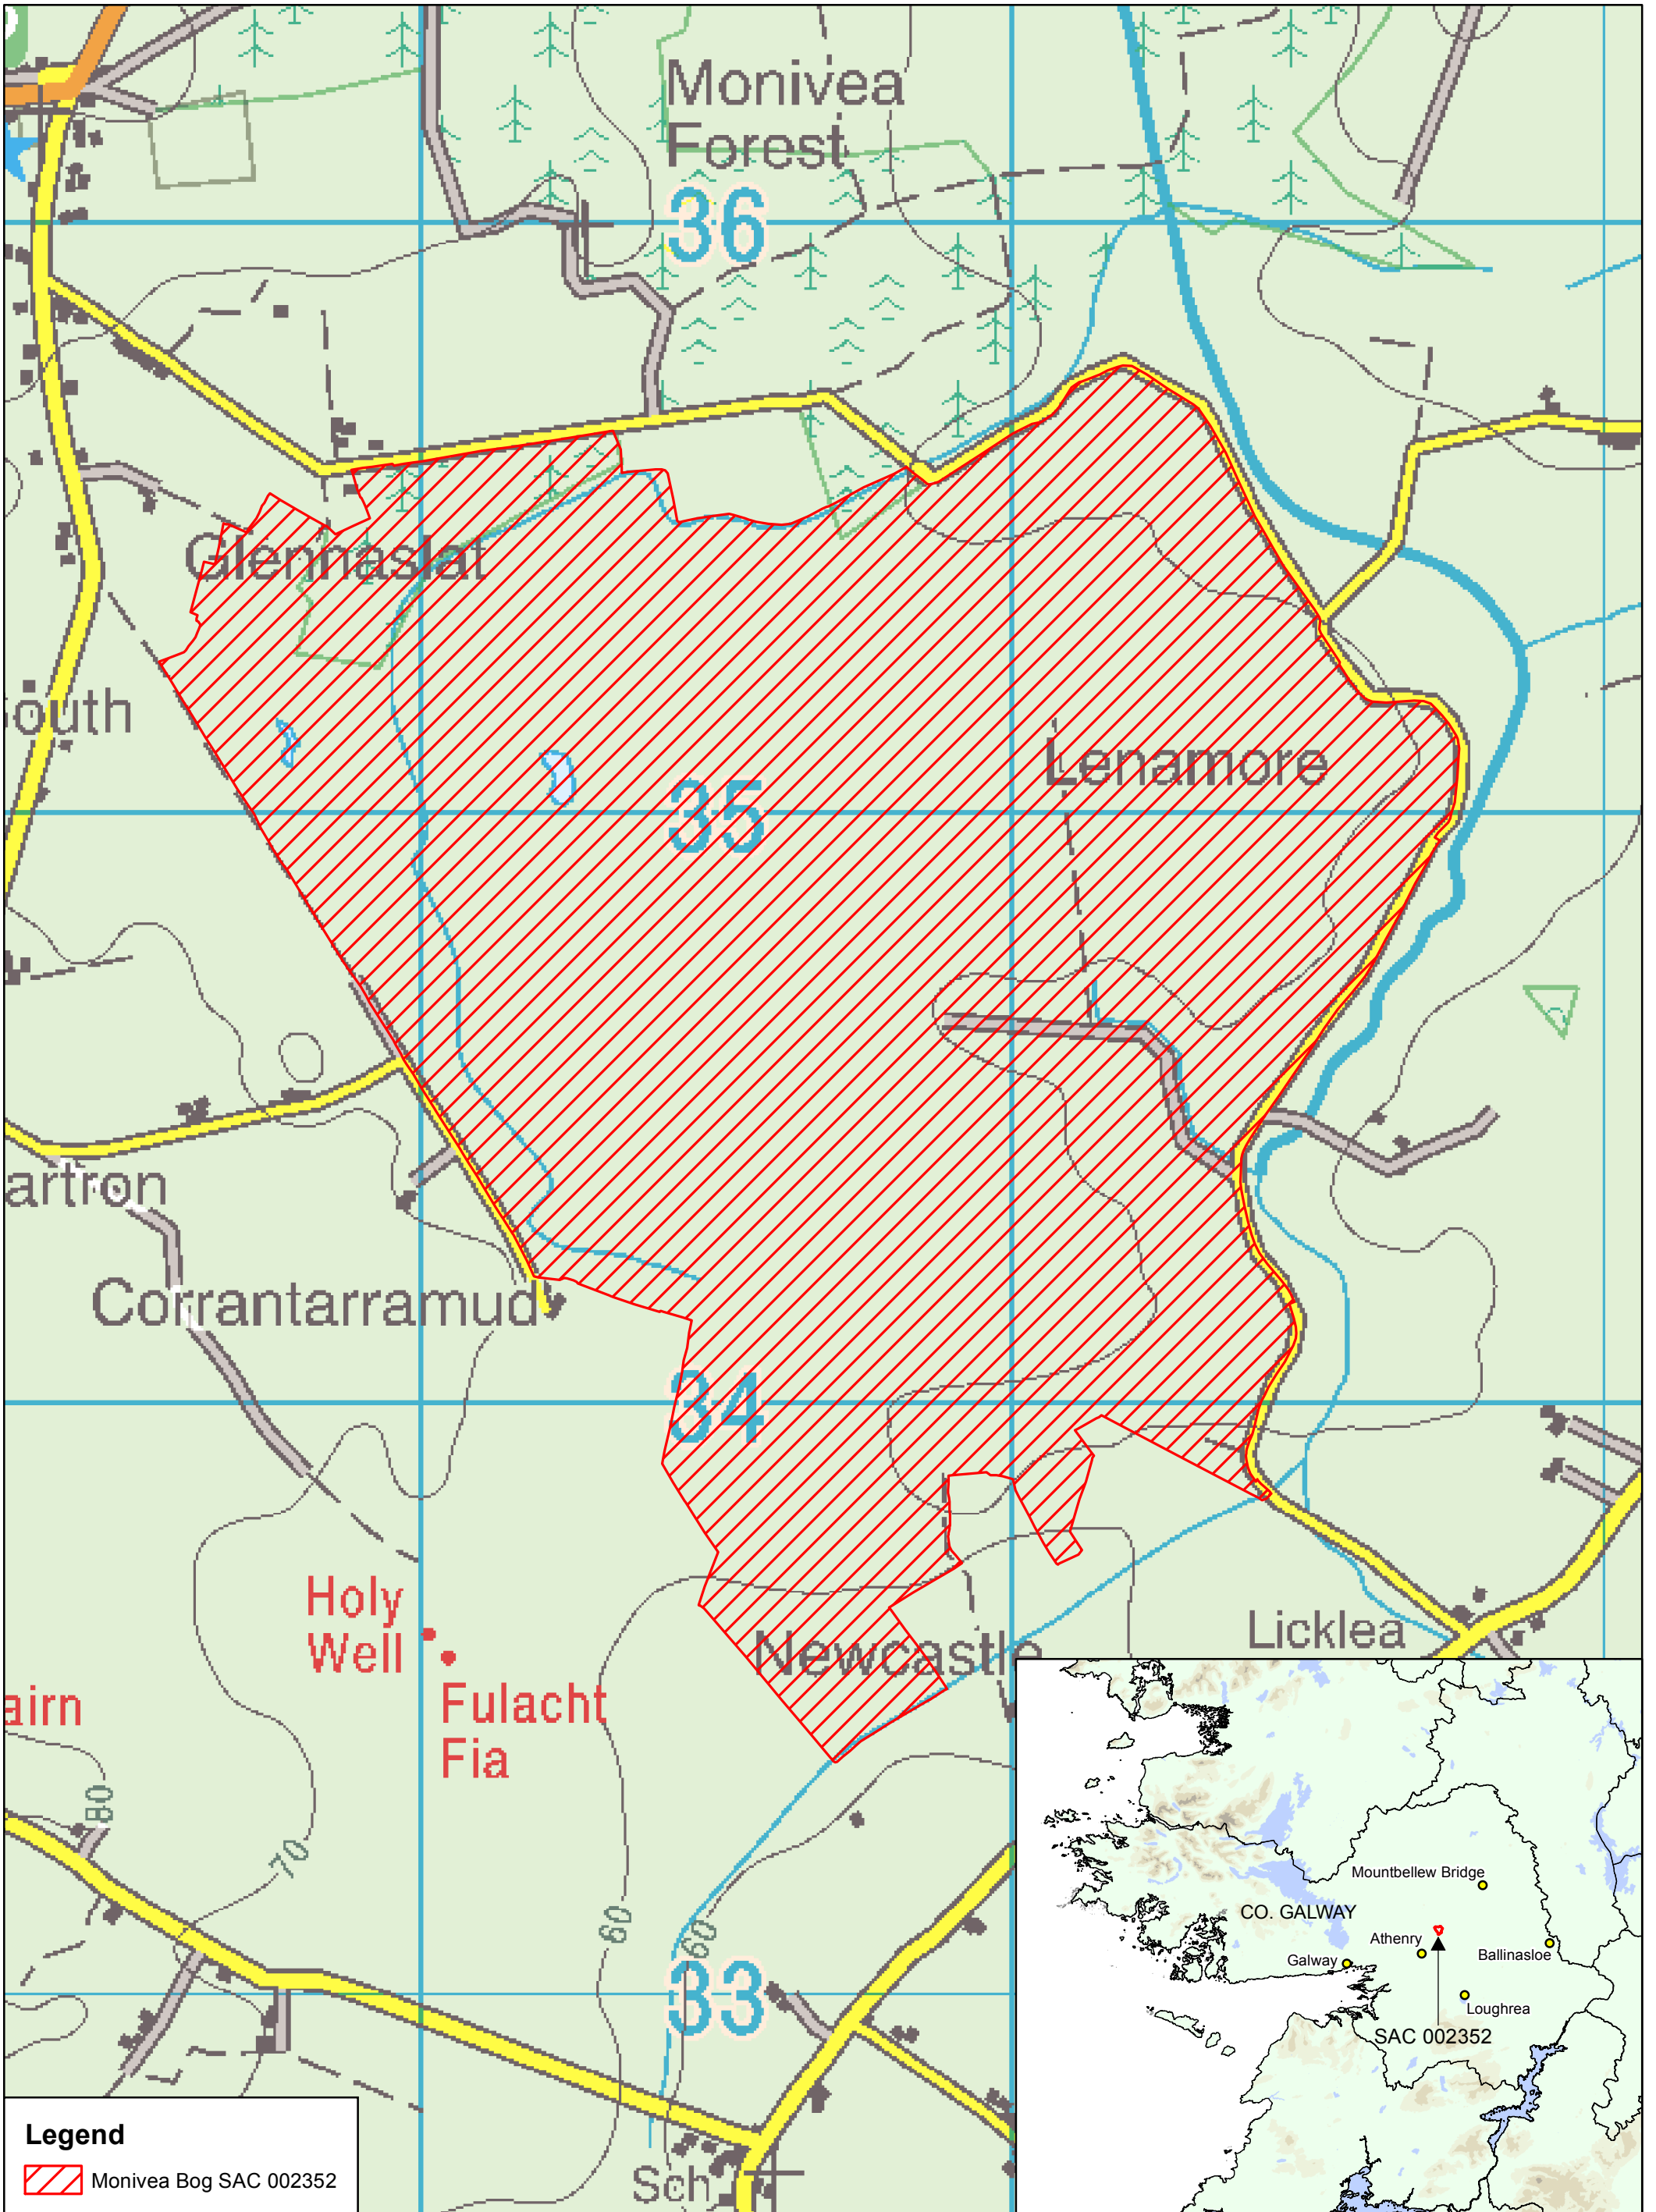 Monivea
Forest
36
Glennaslat
outh
Lenamore
35
artron
Corrantarramud
34
Holy
Well
Newcastle
Licklea
airn
Fulacht
Fia
80
70
60
60
33
Sch
Mountbellew Bridge
CO. GALWAY
Athenry
Galway
Ballinasloe
Loughrea
SAC 002352
Legend
Monivea Bog SAC 002352